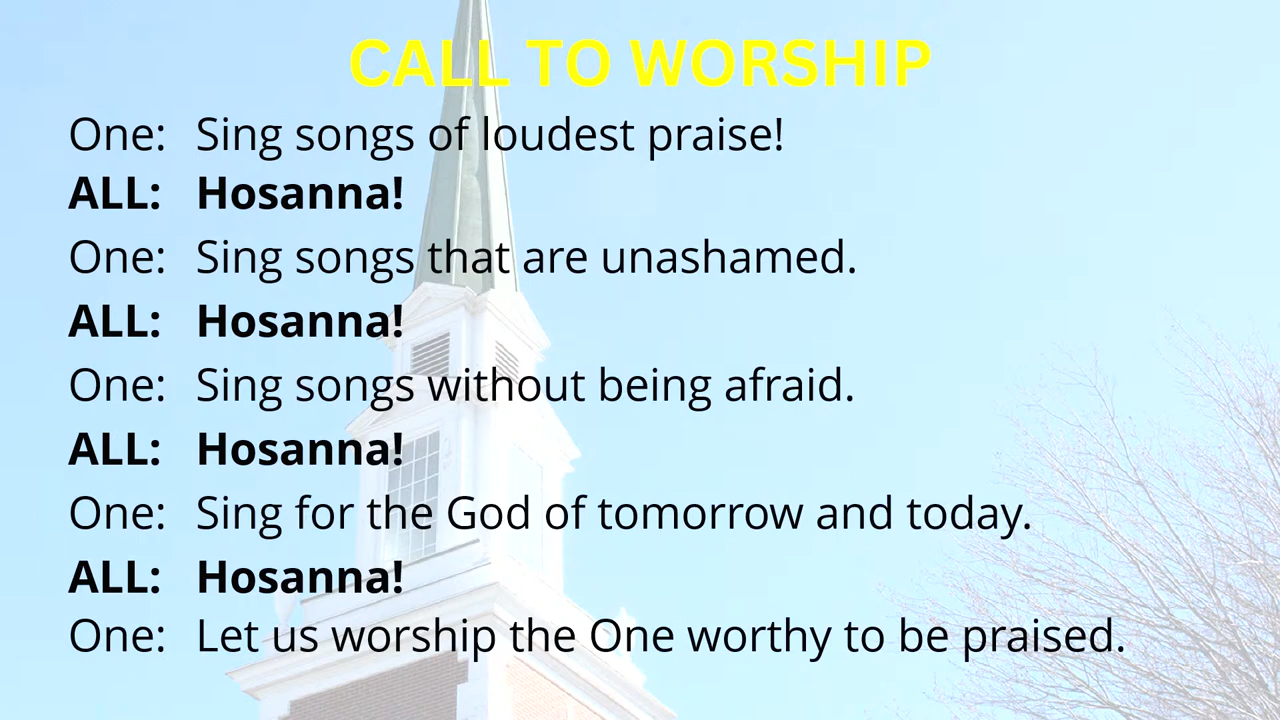 CALL TO WORSHIP
One: Sing songs of loudest praise!
ALL: Hosanna!
One: Sing songs that are unashamed.
ALL: Hosanna!
One: Sing songs without being afraid.
ALL: Hosanna!
One: Sing for the God of tomorrow and today.
ALL: Hosanna!
One: Let us worship the One worthy to be praised.